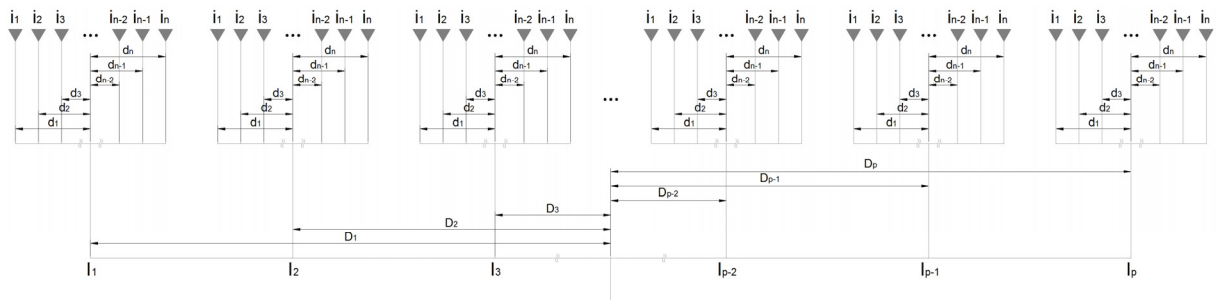 i1 i2 i3 ... in-2 in-1 in i1 i2 i3 ... in-2 in-1 in i1 i2 i3 ... in-2 in-1 in i1 i2 i3 ... in-2 in-1 in i1 i2 i3 ... in-2 in-1 in i1 i2 i3 ... in-2 in-1 in
dn dn dn dn dn dn
dn-1 dn-1 dn-1 dn-1 dn-1 dn-1
dn-2 dn-2 dn-2 dn-2 dn-2 dn-2
d3 d3 d3 ... d3 d3 d3
d2 d2 d2 d2 d2 d2
d1 d1 d1 d1 d1 d1
Dp
Dp-1
Dp-2
D3
D2
D1
I1 I2 I3 Ip-2 Ip-1 Ip